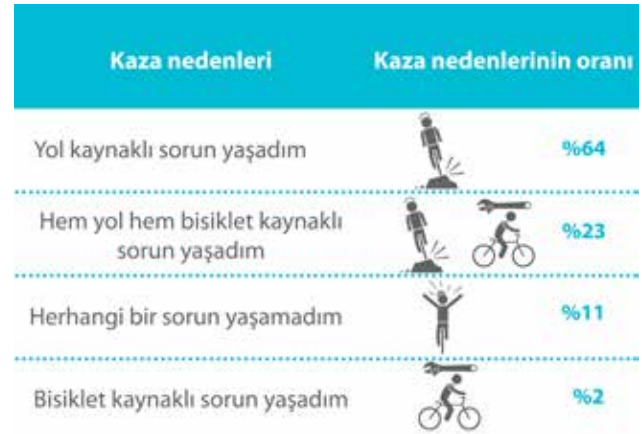 Kaza nedenleri Kaza nedenlerinin oranı
Yol kaynaklı sorun yaşadım %64
Hem yol hem bisiklet kaynaklı
sorun yaşadım %23
Herhangi bir sorun yaşamadım %11
Bisiklet kaynaklı sorun yaşadım %2